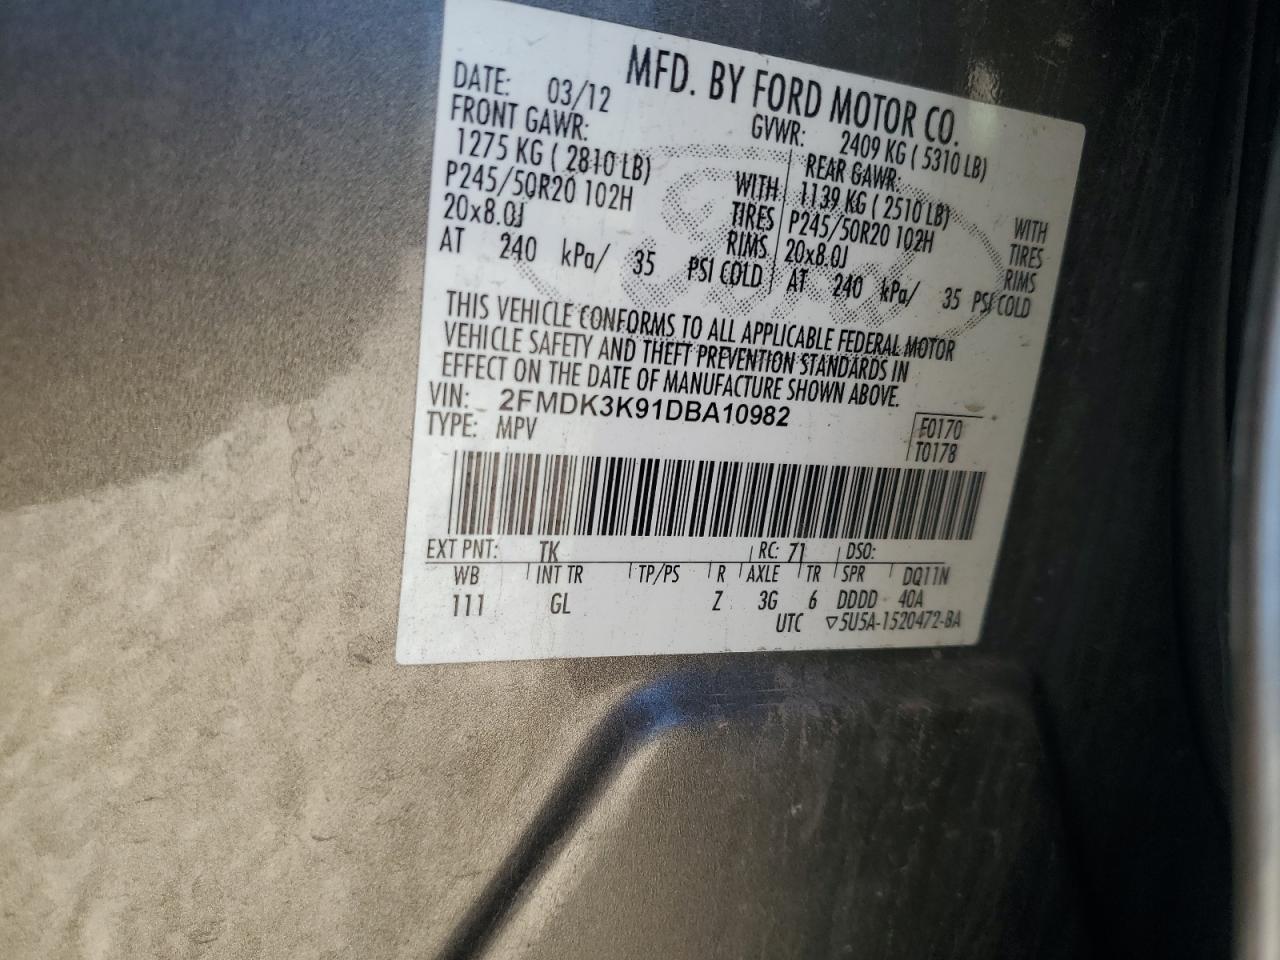 MFD. BY FORD MOTOR CO.
DATE: 03/12 GVWR: 2409 KG ( 5310 LB)
FRONT GAWR: REAR GAWR:
1275 KG ( 2810 LB) WITH 1139 KG ( 2510 LB) WITH
P245/50R20 102H TIRES P245/50R20 102H TIRES
20x8.0J RIMS 20x8.0J RIMS
AT 240 kPa/ 35 PSI COLD AT 240 kPa/ 35 PSI COLD
THIS VEHICLE CONFORMS TO ALL APPLICABLE FEDERAL MOTOR
VEHICLE SAFETY AND THEFT PREVENTION STANDARDS IN
EFFECT ON THE DATE OF MANUFACTURE SHOWN ABOVE.
VIN: 2FMDK3K91DBA10982
TYPE: MPV
F0170
T0178
EXT PNT: TK RC: 71 DSO:
WB INT TR TP/PS R AXLE TR SPR DQ11N
111 GL Z 3G 6 DDDD 40A
UTC ▽5U5A-1520472-BA